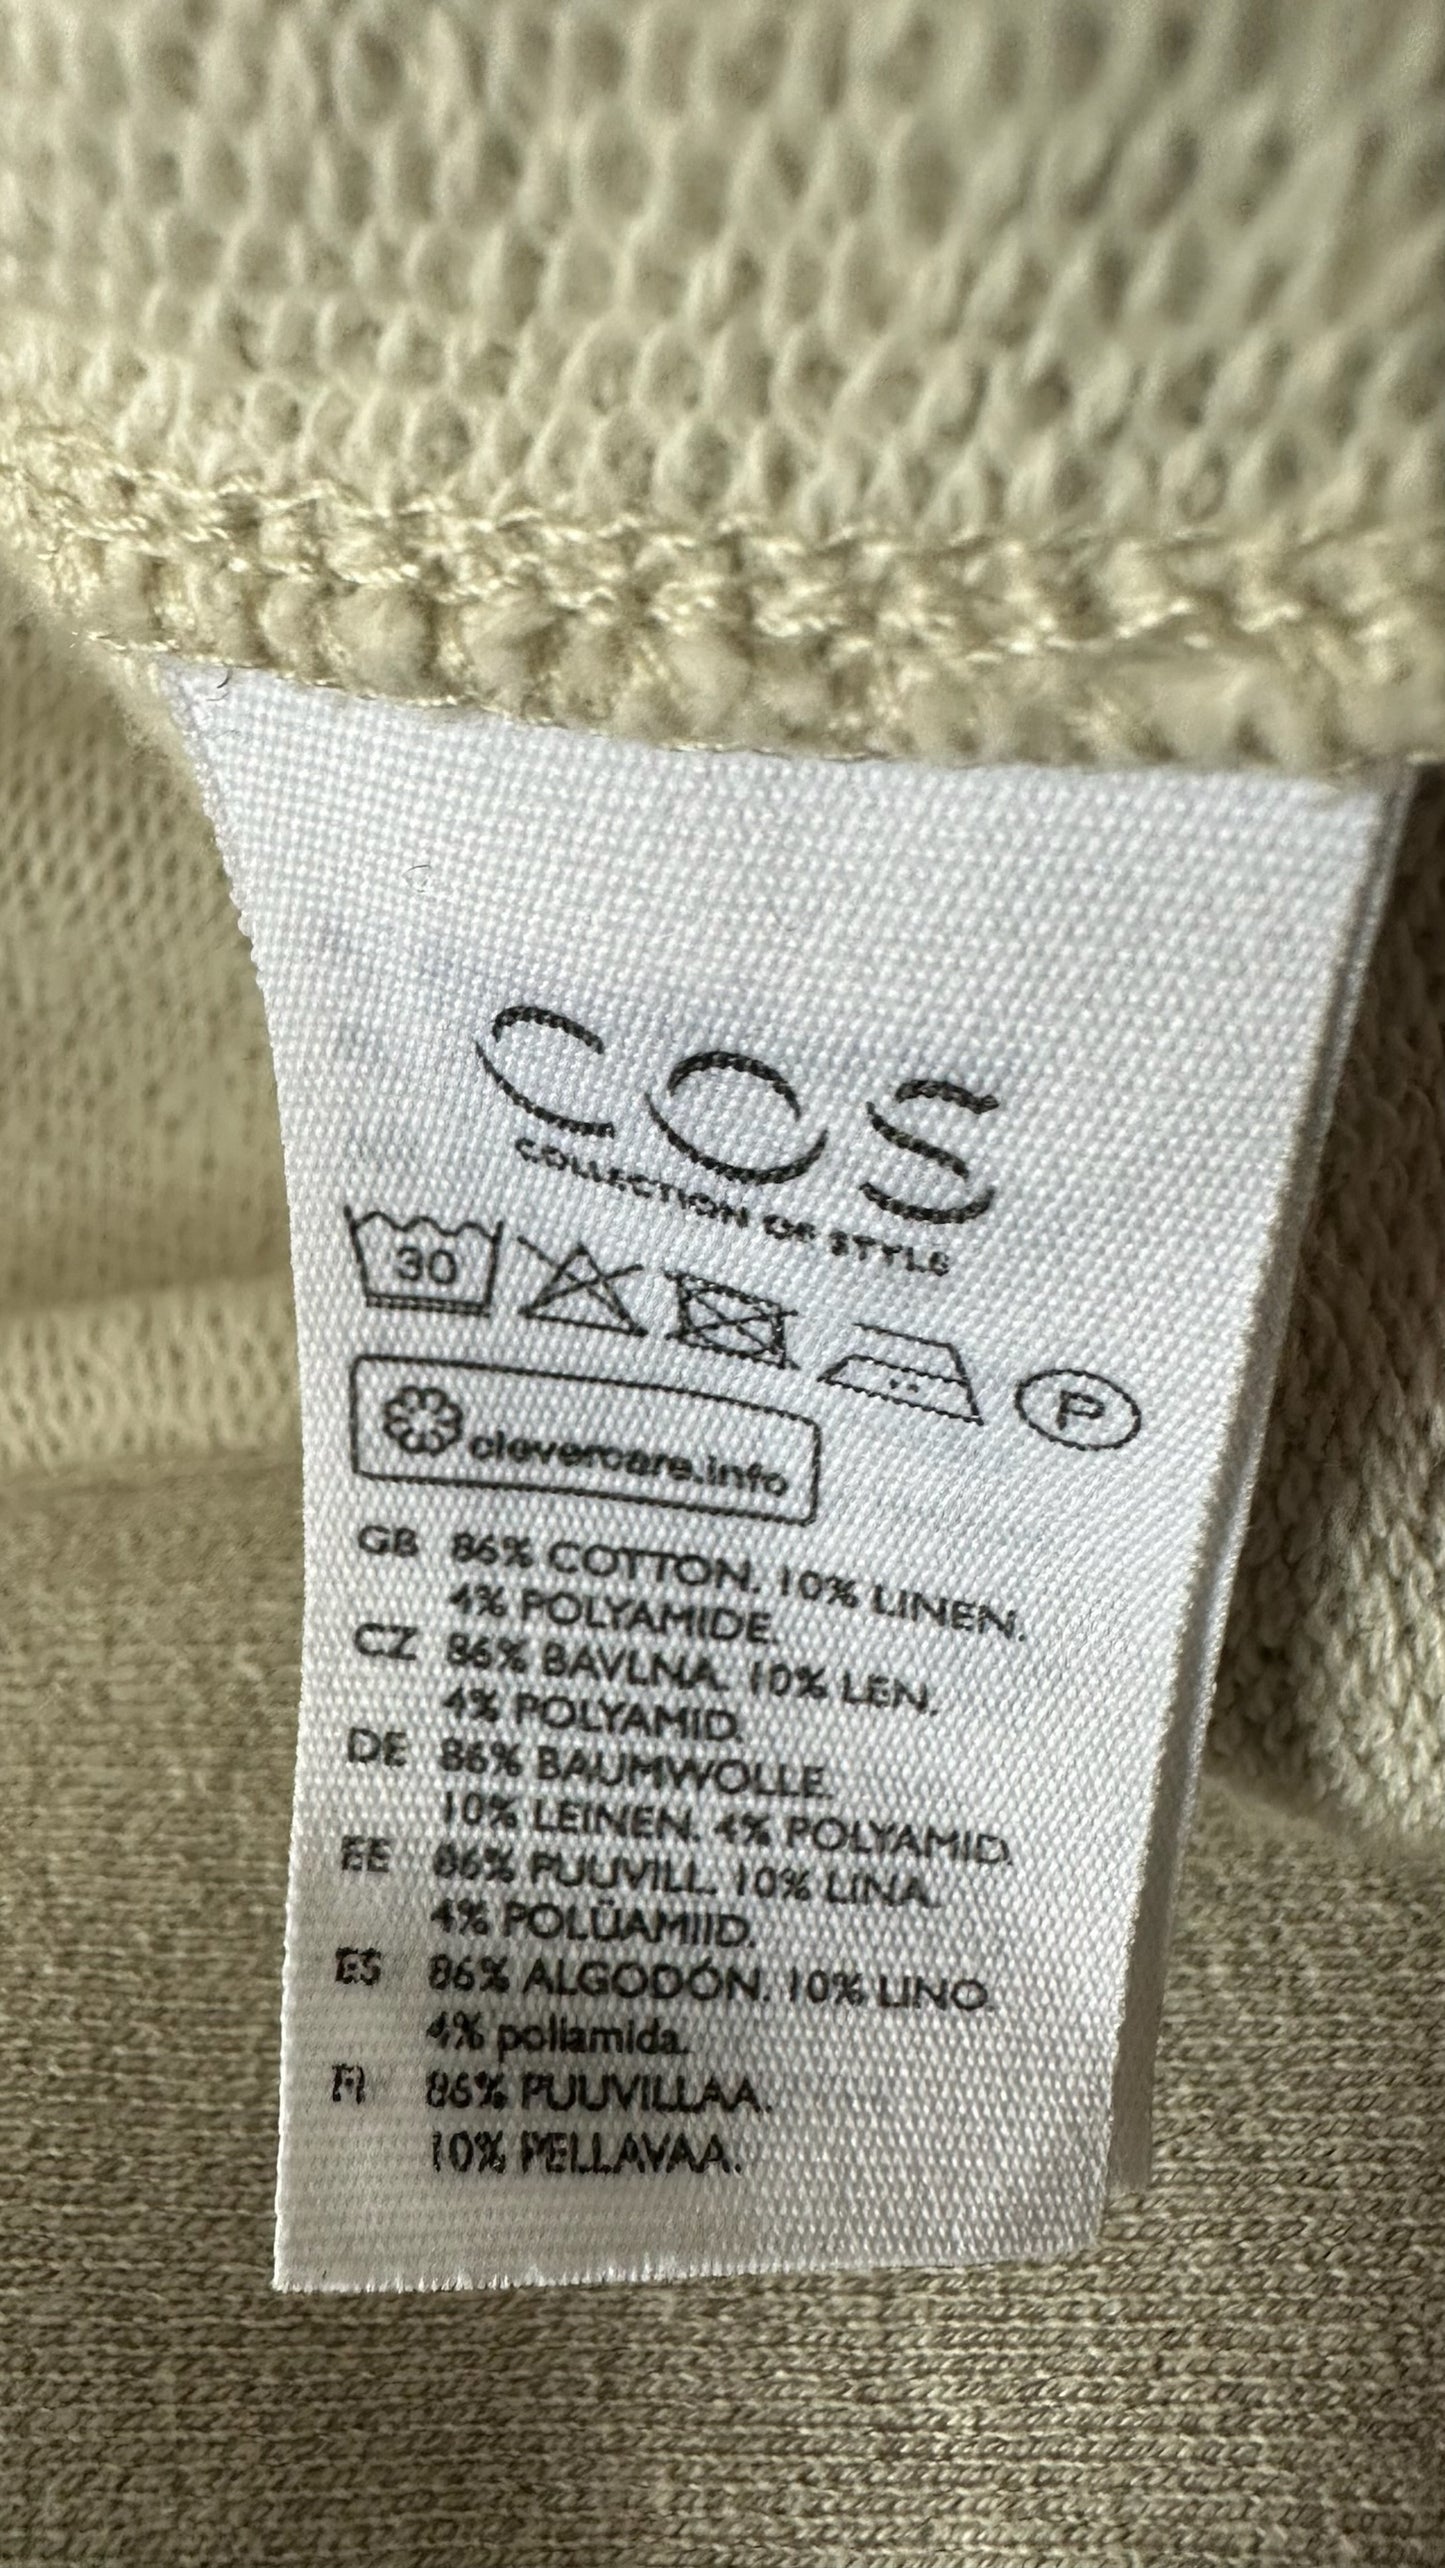 COS
COLLECTION OF STYLE
30
P
clevercare.info
GB 86% COTTON. 10% LINEN.
4% POLYAMIDE.
CZ 86% BAVLNA. 10% LEN.
4% POLYAMID.
DE 86% BAUMWOLLE.
10% LEINEN. 4% POLYAMID.
EE 86% PUUVILL. 10% LINA.
4% POLÜAMIID.
ES 86% ALGODÓN. 10% LINO.
4% poliamida.
FI 86% PUUVILLAA.
10% PELLAVAA.